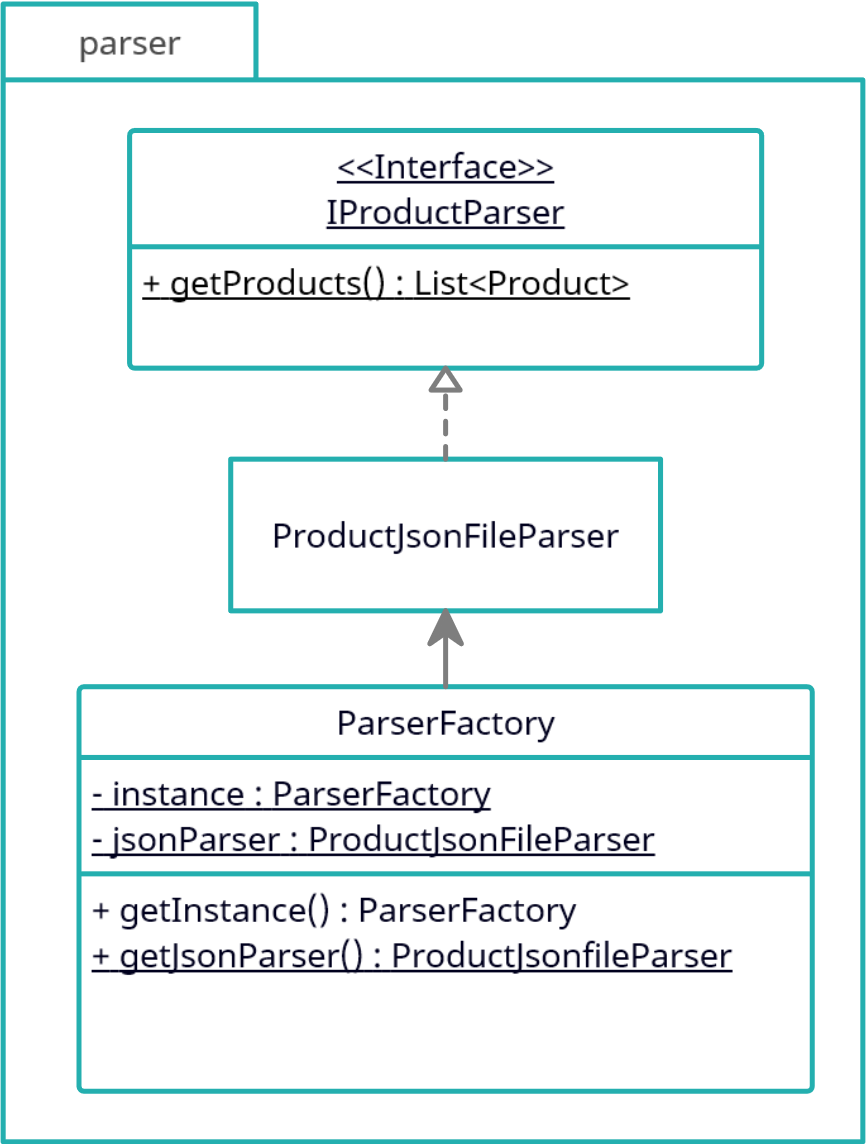 parser
<<Interface>>
IProductParser
+ getProducts() : List<Product>
ProductJsonFileParser
ParserFactory
- instance : ParserFactory
- jsonParser : ProductJsonFileParser
+ getInstance() : ParserFactory
+ getJsonParser() : ProductJsonfileParser